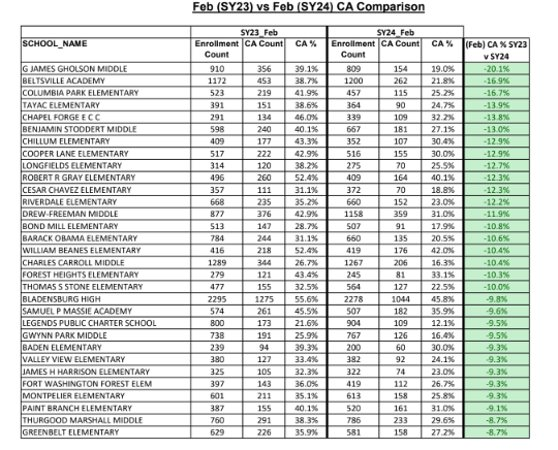 Feb (SY23) vs Feb (SY24) CA Comparison
SY23_Feb SY24_Feb
SCHOOL_NAME Enrollment Count CA Count CA % Enrollment Count CA Count CA % (Feb) CA % SY23 v SY24
G JAMES GHOLSON MIDDLE 910 356 39.1% 809 154 19.0% -20.1%
BELTSVILLE ACADEMY 1172 453 38.7% 1200 262 21.8% -16.9%
COLUMBIA PARK ELEMENTARY 523 219 41.9% 457 115 25.2% -16.7%
TAYAC ELEMENTARY 391 151 38.6% 364 90 24.7% -13.9%
CHAPEL FORGE E C C 291 134 46.0% 339 109 32.2% -13.8%
BENJAMIN STODDERT MIDDLE 598 240 40.1% 667 181 27.1% -13.0%
CHILLUM ELEMENTARY 409 177 43.3% 352 107 30.4% -12.9%
COOPER LANE ELEMENTARY 517 222 42.9% 516 155 30.0% -12.9%
LONGFIELDS ELEMENTARY 314 120 38.2% 275 70 25.5% -12.7%
ROBERT R GRAY ELEMENTARY 496 260 52.4% 409 164 40.1% -12.3%
CESAR CHAVEZ ELEMENTARY 357 111 31.1% 372 70 18.8% -12.3%
RIVERDALE ELEMENTARY 668 235 35.2% 660 152 23.0% -12.2%
DREW-FREEMAN MIDDLE 877 376 42.9% 1158 359 31.0% -11.9%
BOND MILL ELEMENTARY 513 147 28.7% 507 91 17.9% -10.8%
BARACK OBAMA ELEMENTARY 784 244 31.1% 660 135 20.5% -10.6%
WILLIAM BEANES ELEMENTARY 416 218 52.4% 419 176 42.0% -10.4%
CHARLES CARROLL MIDDLE 1289 344 26.7% 1267 206 16.3% -10.4%
FOREST HEIGHTS ELEMENTARY 279 121 43.4% 245 81 33.1% -10.3%
THOMAS S STONE ELEMENTARY 477 155 32.5% 564 127 22.5% -10.0%
BLADENSBURG HIGH 2295 1275 55.6% 2278 1044 45.8% -9.8%
SAMUEL P MASSIE ACADEMY 574 261 45.5% 507 182 35.9% -9.6%
LEGENDS PUBLIC CHARTER SCHOOL 800 173 21.6% 904 109 12.1% -9.5%
GWYNN PARK MIDDLE 738 191 25.9% 767 126 16.4% -9.5%
BADEN ELEMENTARY 239 94 39.3% 200 60 30.0% -9.3%
VALLEY VIEW ELEMENTARY 380 127 33.4% 382 92 24.1% -9.3%
JAMES H HARRISON ELEMENTARY 325 105 32.3% 322 74 23.0% -9.3%
FORT WASHINGTON FOREST ELEM 397 143 36.0% 419 112 26.7% -9.3%
MONTPELIER ELEMENTARY 601 211 35.1% 613 158 25.8% -9.3%
PAINT BRANCH ELEMENTARY 387 155 40.1% 520 161 31.0% -9.1%
THURGOOD MARSHALL MIDDLE 760 291 38.3% 786 233 29.6% -8.7%
GREENBELT ELEMENTARY 629 226 35.9% 581 158 27.2% -8.7%